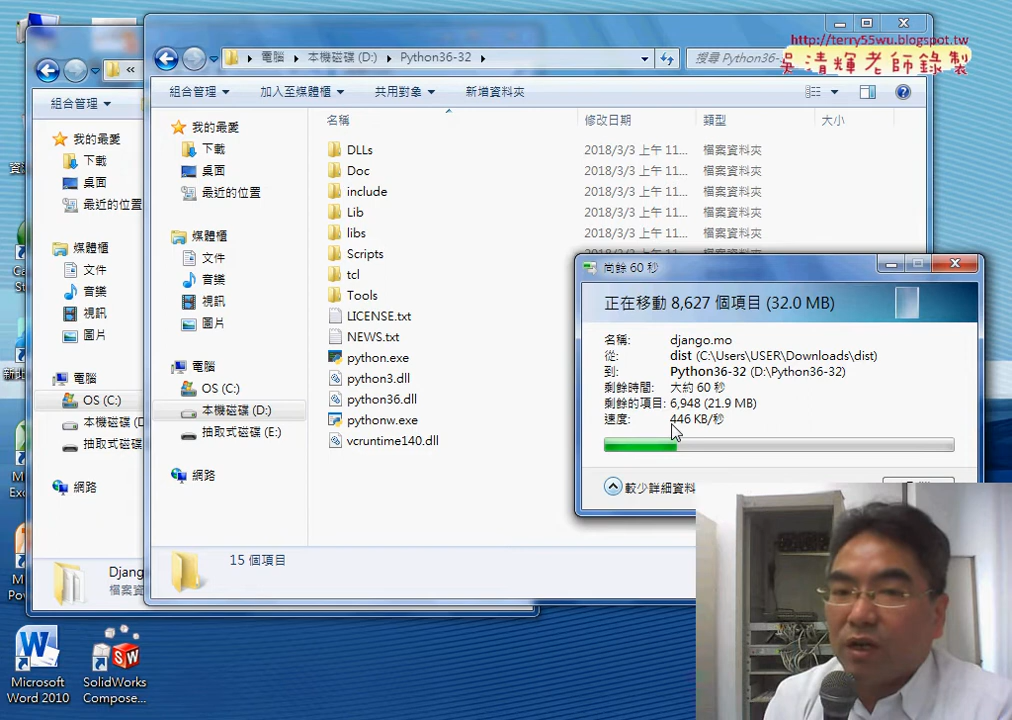 http://terry55wu.blogspot.tw
吳清輝老師錄製
電腦 ▸ 本機磁碟 (D:) ▸ Python36-32 ▸
搜尋 Python36-
組合管理
加入至媒體櫃
共用對象
新增資料夾
名稱
修改日期
類型
大小
我的最愛
下載
桌面
最近的位置
媒體櫃
文件
音樂
視訊
圖片
電腦
OS (C:)
本機磁碟 (D:)
抽取式磁碟 (E:)
網路
DLLs 2018/3/3 上午 11... 檔案資料夾
Doc 2018/3/3 上午 11... 檔案資料夾
include 2018/3/3 上午 11... 檔案資料夾
Lib 2018/3/3 上午 11... 檔案資料夾
libs 2018/3/3 上午 11... 檔案資料夾
Scripts
tcl
Tools
LICENSE.txt
NEWS.txt
python.exe
python3.dll
python36.dll
pythonw.exe
vcruntime140.dll
15 個項目
尚餘 60 秒
正在移動 8,627 個項目 (32.0 MB)
名稱: django.mo
從: dist (C:\Users\USER\Downloads\dist)
到: Python36-32 (D:\Python36-32)
剩餘時間: 大約 60 秒
剩餘的項目: 6,948 (21.9 MB)
速度: 446 KB/秒
較少詳細資料
«
組合管理
我的最愛
下載
桌面
最近的位置
媒體櫃
文件
音樂
視訊
圖片
電腦
OS (C:)
本機磁碟 (D
抽取式磁碟
網路
Djang
檔案資
Microsoft
Word 2010
SolidWorks
Compose...